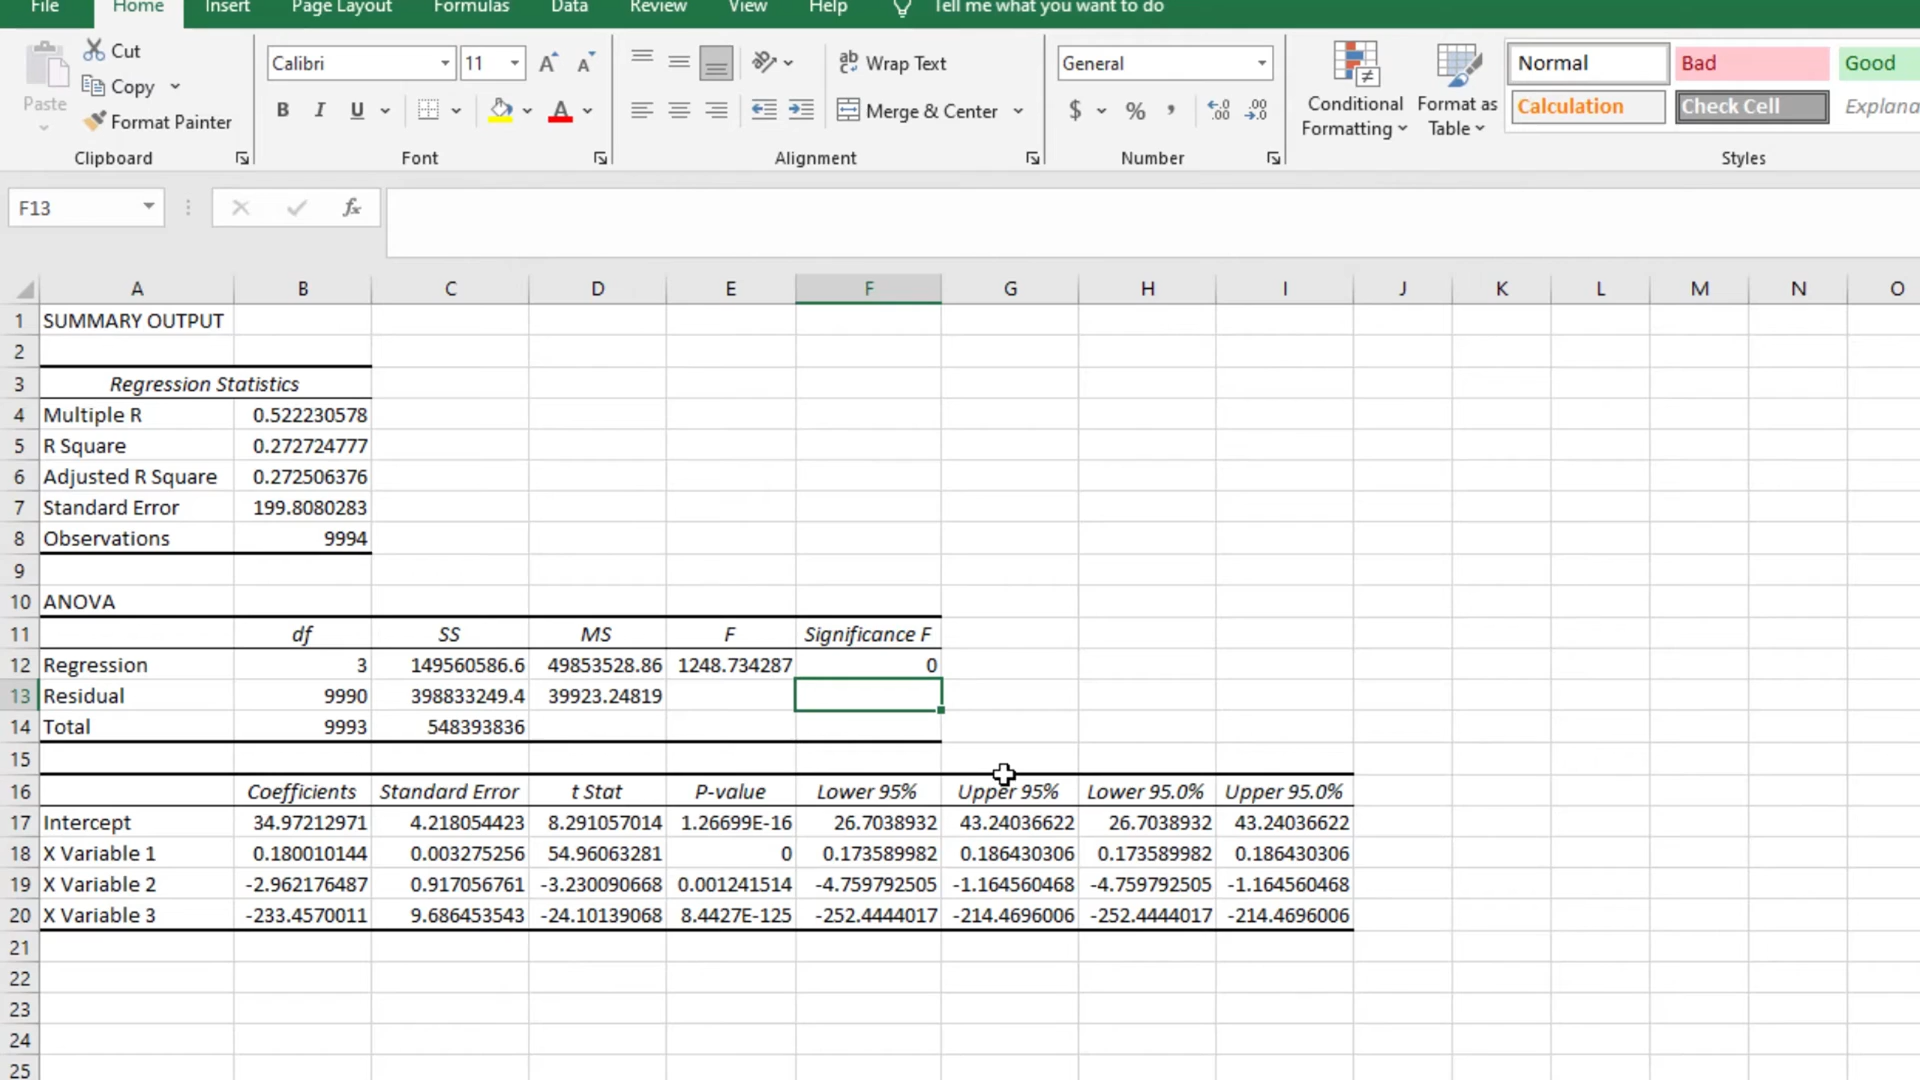 File Home Insert Page Layout Formulas Data Review View Help Tell me what you want to do
Paste Cut Copy Format Painter Clipboard
Calibri 11 A A B I U A Font
ab Wrap Text Merge & Center Alignment
General $ % , Number
Conditional Formatting Format as Table
Normal Bad Good
Calculation Check Cell Explana
Styles
F13 fx
A B C D E F G H I J K L M N O
1 SUMMARY OUTPUT
2
3 Regression Statistics
4 Multiple R 0.522230578
5 R Square 0.272724777
6 Adjusted R Square 0.272506376
7 Standard Error 199.8080283
8 Observations 9994
9
10 ANOVA
11 df SS MS F Significance F
12 Regression 3 149560586.6 49853528.86 1248.734287 0
13 Residual 9990 398833249.4 39923.24819
14 Total 9993 548393836
15
16 Coefficients Standard Error t Stat P-value Lower 95% Upper 95% Lower 95.0% Upper 95.0%
17 Intercept 34.97212971 4.218054423 8.291057014 1.26699E-16 26.7038932 43.24036622 26.7038932 43.24036622
18 X Variable 1 0.180010144 0.003275256 54.96063281 0 0.173589982 0.186430306 0.173589982 0.186430306
19 X Variable 2 -2.962176487 0.917056761 -3.230090668 0.001241514 -4.759792505 -1.164560468 -4.759792505 -1.164560468
20 X Variable 3 -233.4570011 9.686453543 -24.10139068 8.4427E-125 -252.4444017 -214.4696006 -252.4444017 -214.4696006
21
22
23
24
25